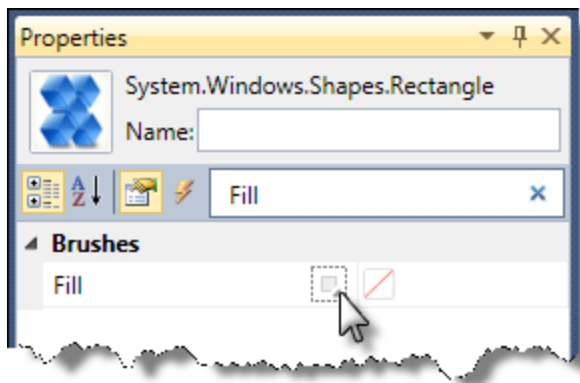 Properties
System.Windows.Shapes.Rectangle
Name:
A
Z
Fill
Brushes
Fill